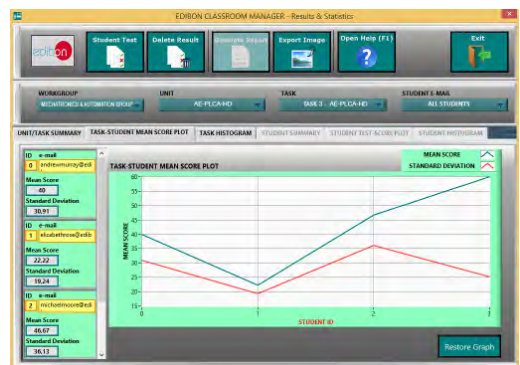 EDIBON CLASSROOM MANAGER - Results & Statistics
edibon
Student Test
Delete Result
Generate Report
Export Image
Open Help (F1)
Exit
WORKGROUP
UNIT
TASK
STUDENT E-MAIL
MECHATRONICS & AUTOMATION GROUP
AE-PLCA-HD
TASK 3 - AE-PLCA-HD
ALL STUDENTS
UNIT/TASK SUMMARY
TASK-STUDENT MEAN SCORE PLOT
TASK HISTOGRAM
STUDENT SUMMARY
STUDENT TEST-SCORE PLOT
STUDENT HISTOGRAM
ID e-mail
0 andrewmurray@edi
Mean Score
40
Standard Deviation
30,91
ID e-mail
1 elisabethrose@edib
Mean Score
22,22
Standard Deviation
19,24
ID e-mail
2 michaelmoore@edi
Mean Score
46,67
Standard Deviation
36,13
TASK-STUDENT MEAN SCORE PLOT
MEAN SCORE
STANDARD DEVIATION
MEAN SCORE
60
55
50
45
40
35
30
25
20
15
0 1 2 3
STUDENT ID
Restore Graph